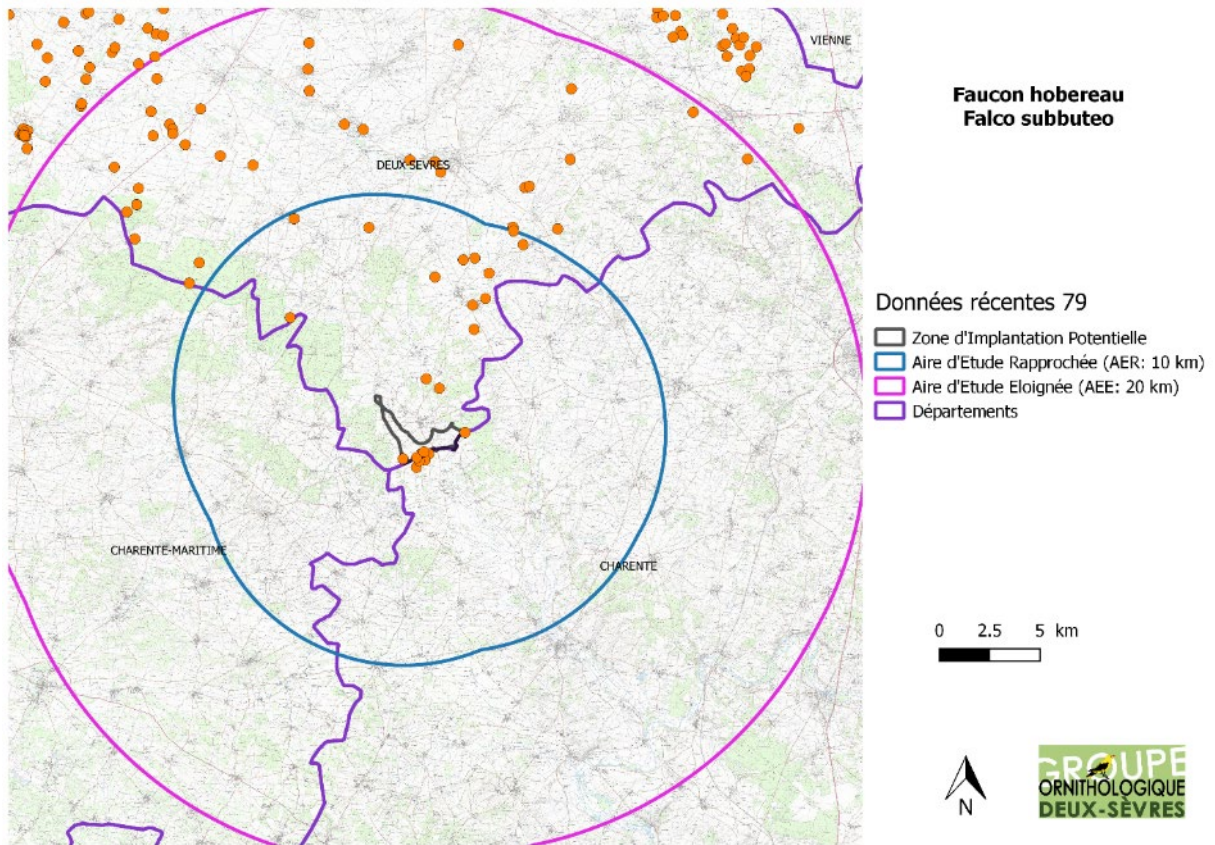 VIENNE
DEUX-SÈVRES
CHARENTE-MARITIME
CHARENTE
Faucon hobereau
Falco subbuteo
Données récentes 79
Zone d'Implantation Potentielle
Aire d'Etude Rapprochée (AER: 10 km)
Aire d'Etude Eloignée (AEE: 20 km)
Départements
0 2.5 5 km
N
GROUPE
ORNITHOLOGIQUE
DEUX-SÈVRES